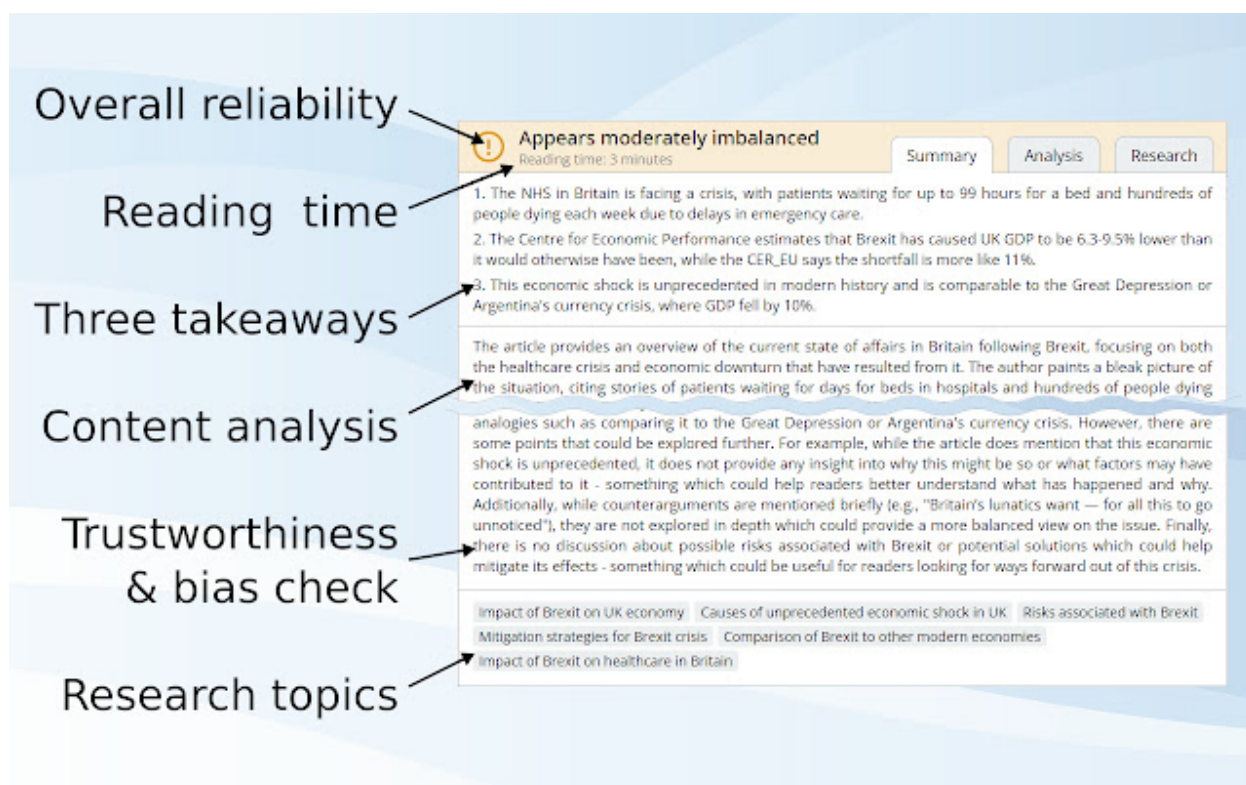 Overall reliability
Reading time
Three takeaways
Content analysis
Trustworthiness
& bias check
Research topics
Appears moderately imbalanced
Reading time: 3 minutes
Summary
Analysis
Research
1. The NHS in Britain is facing a crisis, with patients waiting for up to 99 hours for a bed and hundreds of
people dying each week due to delays in emergency care.
2. The Centre for Economic Performance estimates that Brexit has caused UK GDP to be 6.3-9.5% lower than
it would otherwise have been, while the CER_EU says the shortfall is more like 11%.
3. This economic shock is unprecedented in modern history and is comparable to the Great Depression or
Argentina's currency crisis, where GDP fell by 10%.
The article provides an overview of the current state of affairs in Britain following Brexit, focusing on both
the healthcare crisis and economic downturn that have resulted from it. The author paints a bleak picture of
the situation, citing stories of patients waiting for days for beds in hospitals and hundreds of people dying
analogies such as comparing it to the Great Depression or Argentina's currency crisis. However, there are
some points that could be explored further. For example, while the article does mention that this economic
shock is unprecedented, it does not provide any insight into why this might be so or what factors may have
contributed to it - something which could help readers better understand what has happened and why.
Additionally, while counterarguments are mentioned briefly (e.g., "Britain's lunatics want — for all this to go
unnoticed"), they are not explored in depth which could provide a more balanced view on the issue. Finally,
there is no discussion about possible risks associated with Brexit or potential solutions which could help
mitigate its effects - something which could be useful for readers looking for ways forward out of this crisis.
Impact of Brexit on UK economy Causes of unprecedented economic shock in UK Risks associated with Brexit
Mitigation strategies for Brexit crisis Comparison of Brexit to other modern economies
Impact of Brexit on healthcare in Britain